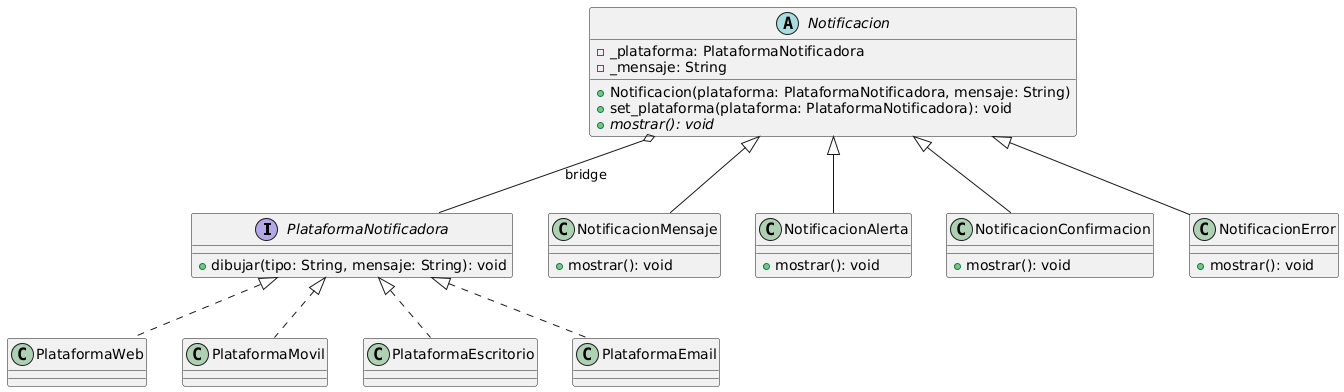 A Notificacion
_plataforma: PlataformaNotificadora
_mensaje: String
Notificacion(plataforma: PlataformaNotificadora, mensaje: String)
set_plataforma(plataforma: PlataformaNotificadora): void
mostrar(): void
bridge
I PlataformaNotificadora
dibujar(tipo: String, mensaje: String): void
C NotificacionMensaje
mostrar(): void
C NotificacionAlerta
mostrar(): void
C NotificacionConfirmacion
mostrar(): void
C NotificacionError
mostrar(): void
C PlataformaWeb
C PlataformaMovil
C PlataformaEscritorio
C PlataformaEmail